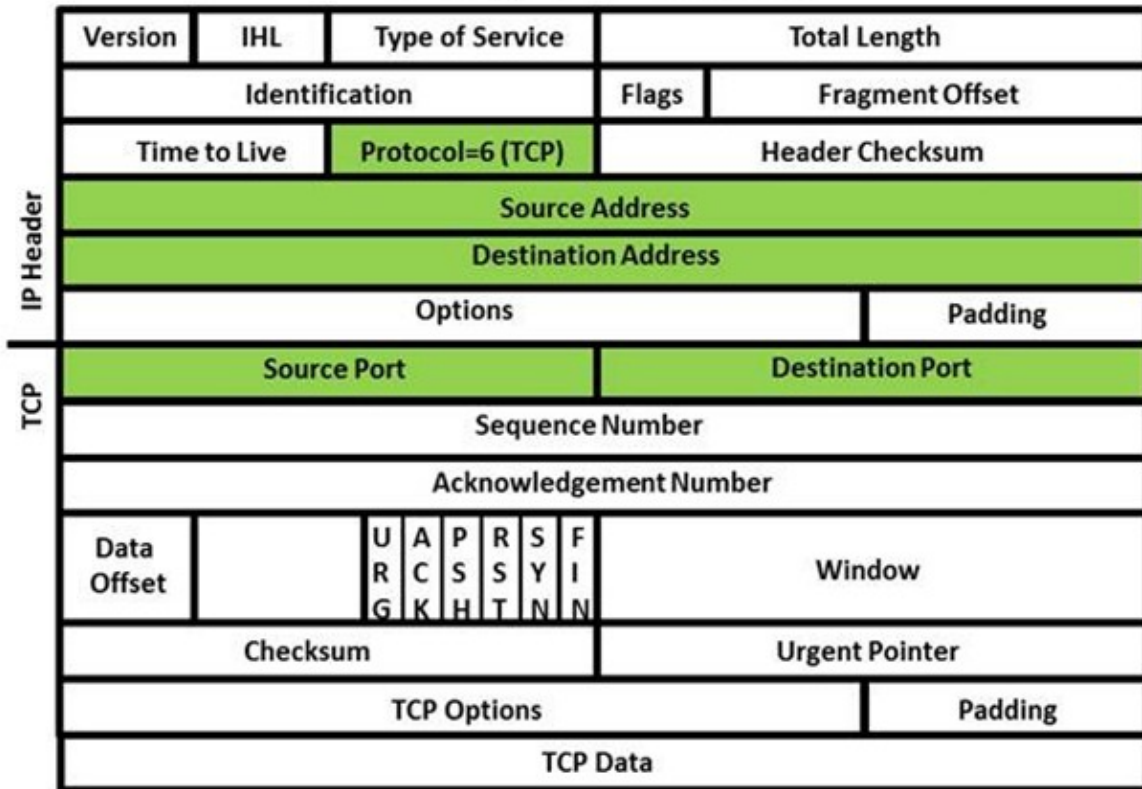 Version IHL Type of Service Total Length
Identification Flags Fragment Offset
Time to Live Protocol=6 (TCP) Header Checksum
IP Header
Source Address
Destination Address
Options Padding
TCP
Source Port Destination Port
Sequence Number
Acknowledgement Number
Data Offset URG ACK PSH RST SYN FIN Window
Checksum Urgent Pointer
TCP Options Padding
TCP Data